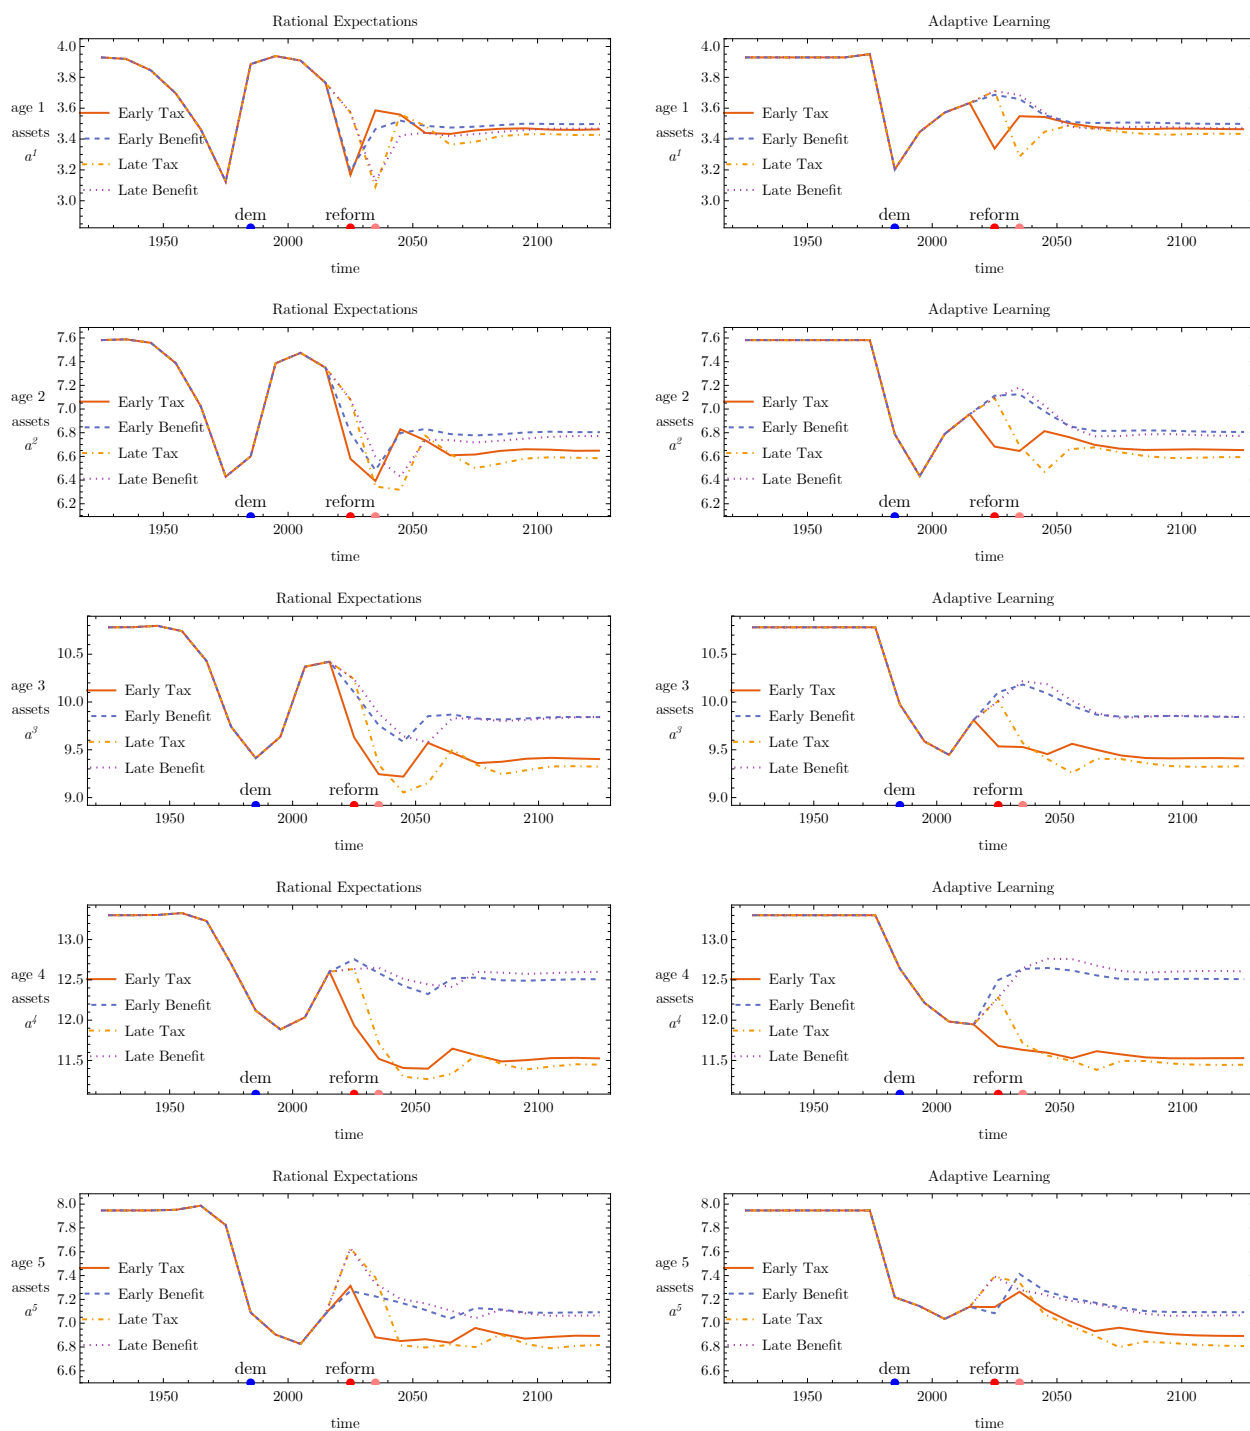 Rational Expectations
4.0
3.8
3.6
3.4
3.2
3.0
age 1
assets
a¹
Early Tax
Early Benefit
Late Tax
Late Benefit
dem
reform
1950
2000
2050
2100
time
Adaptive Learning
4.0
3.8
3.6
3.4
3.2
3.0
age 1
assets
a¹
Early Tax
Early Benefit
Late Tax
Late Benefit
dem
reform
1950
2000
2050
2100
time
Rational Expectations
7.6
7.4
7.2
7.0
6.8
6.6
6.4
6.2
age 2
assets
a²
Early Tax
Early Benefit
Late Tax
Late Benefit
dem
reform
1950
2000
2050
2100
time
Adaptive Learning
7.6
7.4
7.2
7.0
6.8
6.6
6.4
6.2
age 2
assets
a²
Early Tax
Early Benefit
Late Tax
Late Benefit
dem
reform
1950
2000
2050
2100
time
Rational Expectations
10.5
10.0
9.5
9.0
age 3
assets
a³
Early Tax
Early Benefit
Late Tax
Late Benefit
dem
reform
1950
2000
2050
2100
time
Adaptive Learning
10.5
10.0
9.5
9.0
age 3
assets
a³
Early Tax
Early Benefit
Late Tax
Late Benefit
dem
reform
1950
2000
2050
2100
time
Rational Expectations
13.0
12.5
12.0
11.5
age 4
assets
a⁴
Early Tax
Early Benefit
Late Tax
Late Benefit
dem
reform
1950
2000
2050
2100
time
Adaptive Learning
13.0
12.5
12.0
11.5
age 4
assets
a⁴
Early Tax
Early Benefit
Late Tax
Late Benefit
dem
reform
1950
2000
2050
2100
time
Rational Expectations
8.0
7.8
7.6
7.4
7.2
7.0
6.8
6.6
age 5
assets
a⁵
Early Tax
Early Benefit
Late Tax
Late Benefit
dem
reform
1950
2000
2050
2100
time
Adaptive Learning
8.0
7.8
7.6
7.4
7.2
7.0
6.8
6.6
age 5
assets
a⁵
Early Tax
Early Benefit
Late Tax
Late Benefit
dem
reform
1950
2000
2050
2100
time